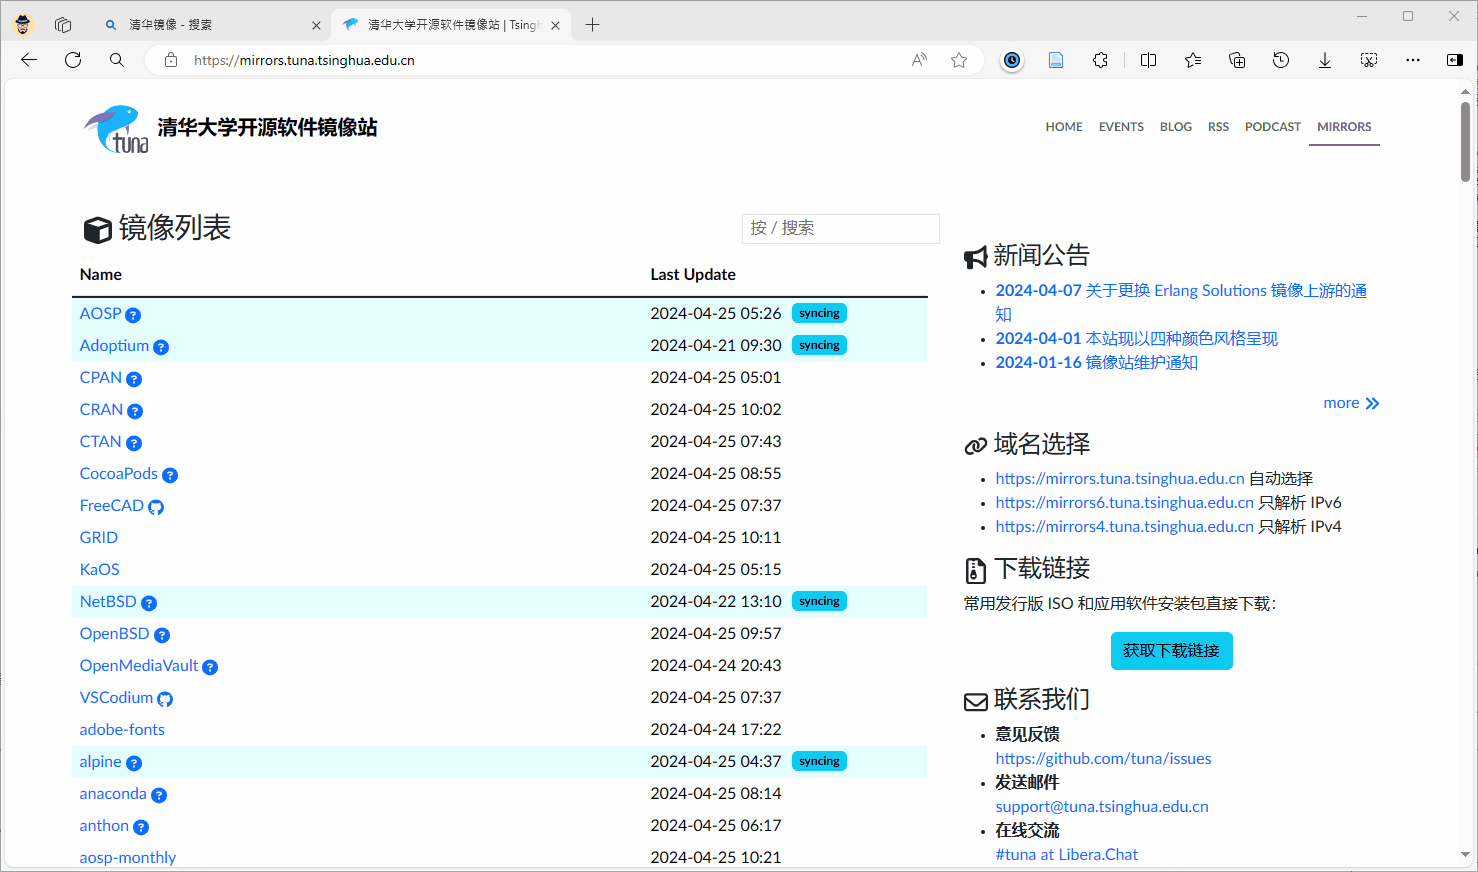 清华镜像 - 搜索
清华大学开源软件镜像站 | Tsingh
https://mirrors.tuna.tsinghua.edu.cn
tuna
清华大学开源软件镜像站
HOME EVENTS BLOG RSS PODCAST MIRRORS
镜像列表
按 / 搜索
Name Last Update
AOSP 2024-04-25 05:26 syncing
Adoptium 2024-04-21 09:30 syncing
CPAN 2024-04-25 05:01
CRAN 2024-04-25 10:02
CTAN 2024-04-25 07:43
CocoaPods 2024-04-25 08:55
FreeCAD 2024-04-25 07:37
GRID 2024-04-25 10:11
KaOS 2024-04-25 05:15
NetBSD 2024-04-22 13:10 syncing
OpenBSD 2024-04-25 09:57
OpenMediaVault 2024-04-24 20:43
VSCodium 2024-04-25 07:37
adobe-fonts 2024-04-24 17:22
alpine 2024-04-25 04:37 syncing
anaconda 2024-04-25 08:14
anthon 2024-04-25 06:17
aosp-monthly 2024-04-25 10:21
新闻公告
2024-04-07 关于更换 Erlang Solutions 镜像上游的通
知
2024-04-01 本站现以四种颜色风格呈现
2024-01-16 镜像站维护通知
more
域名选择
https://mirrors.tuna.tsinghua.edu.cn 自动选择
https://mirrors6.tuna.tsinghua.edu.cn 只解析 IPv6
https://mirrors4.tuna.tsinghua.edu.cn 只解析 IPv4
下载链接
常用发行版 ISO 和应用软件安装包直接下载：
获取下载链接
联系我们
意见反馈
https://github.com/tuna/issues
发送邮件
support@tuna.tsinghua.edu.cn
在线交流
#tuna at Libera.Chat